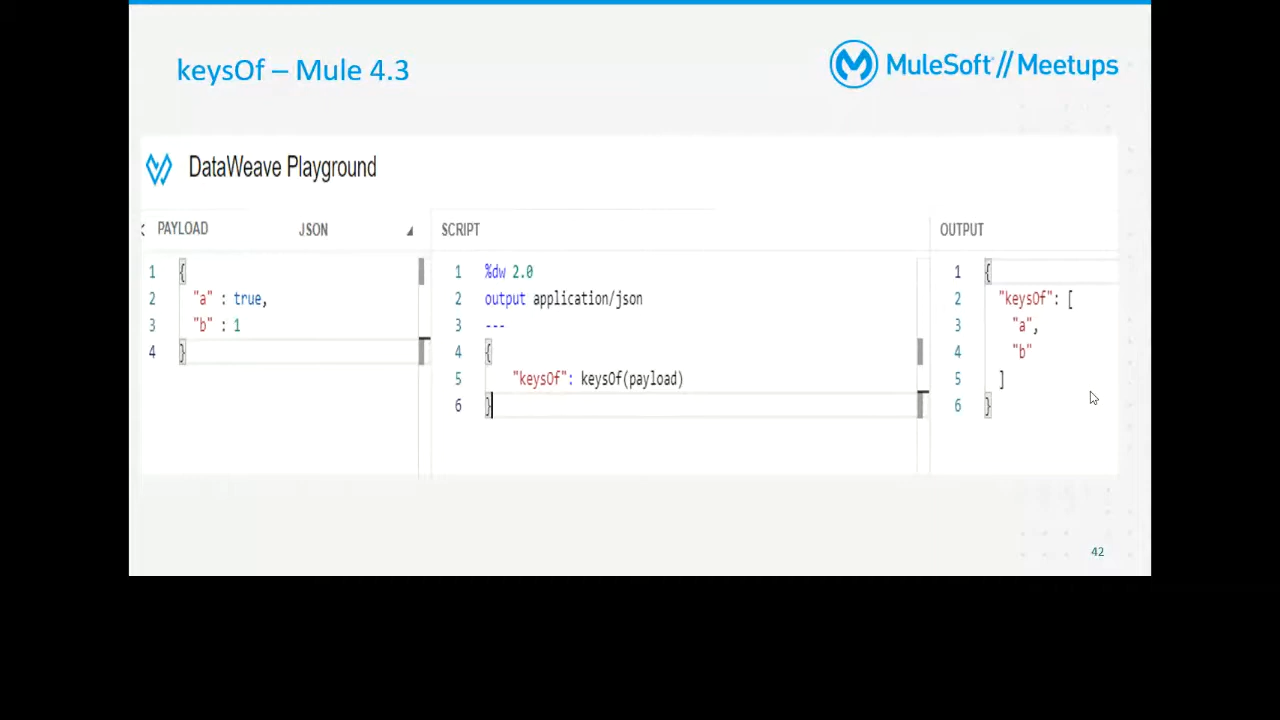 keysOf – Mule 4.3
MuleSoft // Meetups
DataWeave Playground
PAYLOAD JSON
1 {
2 "a" : true,
3 "b" : 1
4 }
SCRIPT
1 %dw 2.0
2 output application/json
3 ---
4 {
5 "keysOf": keysOf(payload)
6 }
OUTPUT
1 {
2 "keysOf": [
3 "a",
4 "b"
5 ]
6 }
42